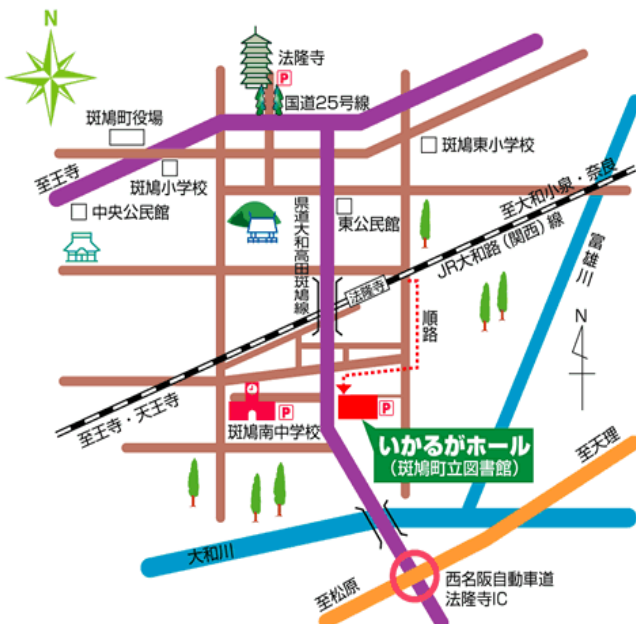 N
法隆寺
P
国道25号線
斑鳩町役場
斑鳩東小学校
至王寺
斑鳩小学校
中央公民館
県道大和高田斑鳩線
東公民館
至大和小泉・奈良
JR大和路(関西)線
富雄川
法隆寺
順路
N
至王寺・天王寺
P
斑鳩南中学校
P
いかるがホール
(斑鳩町立図書館)
至天理
大和川
至松原
西名阪自動車道
法隆寺IC